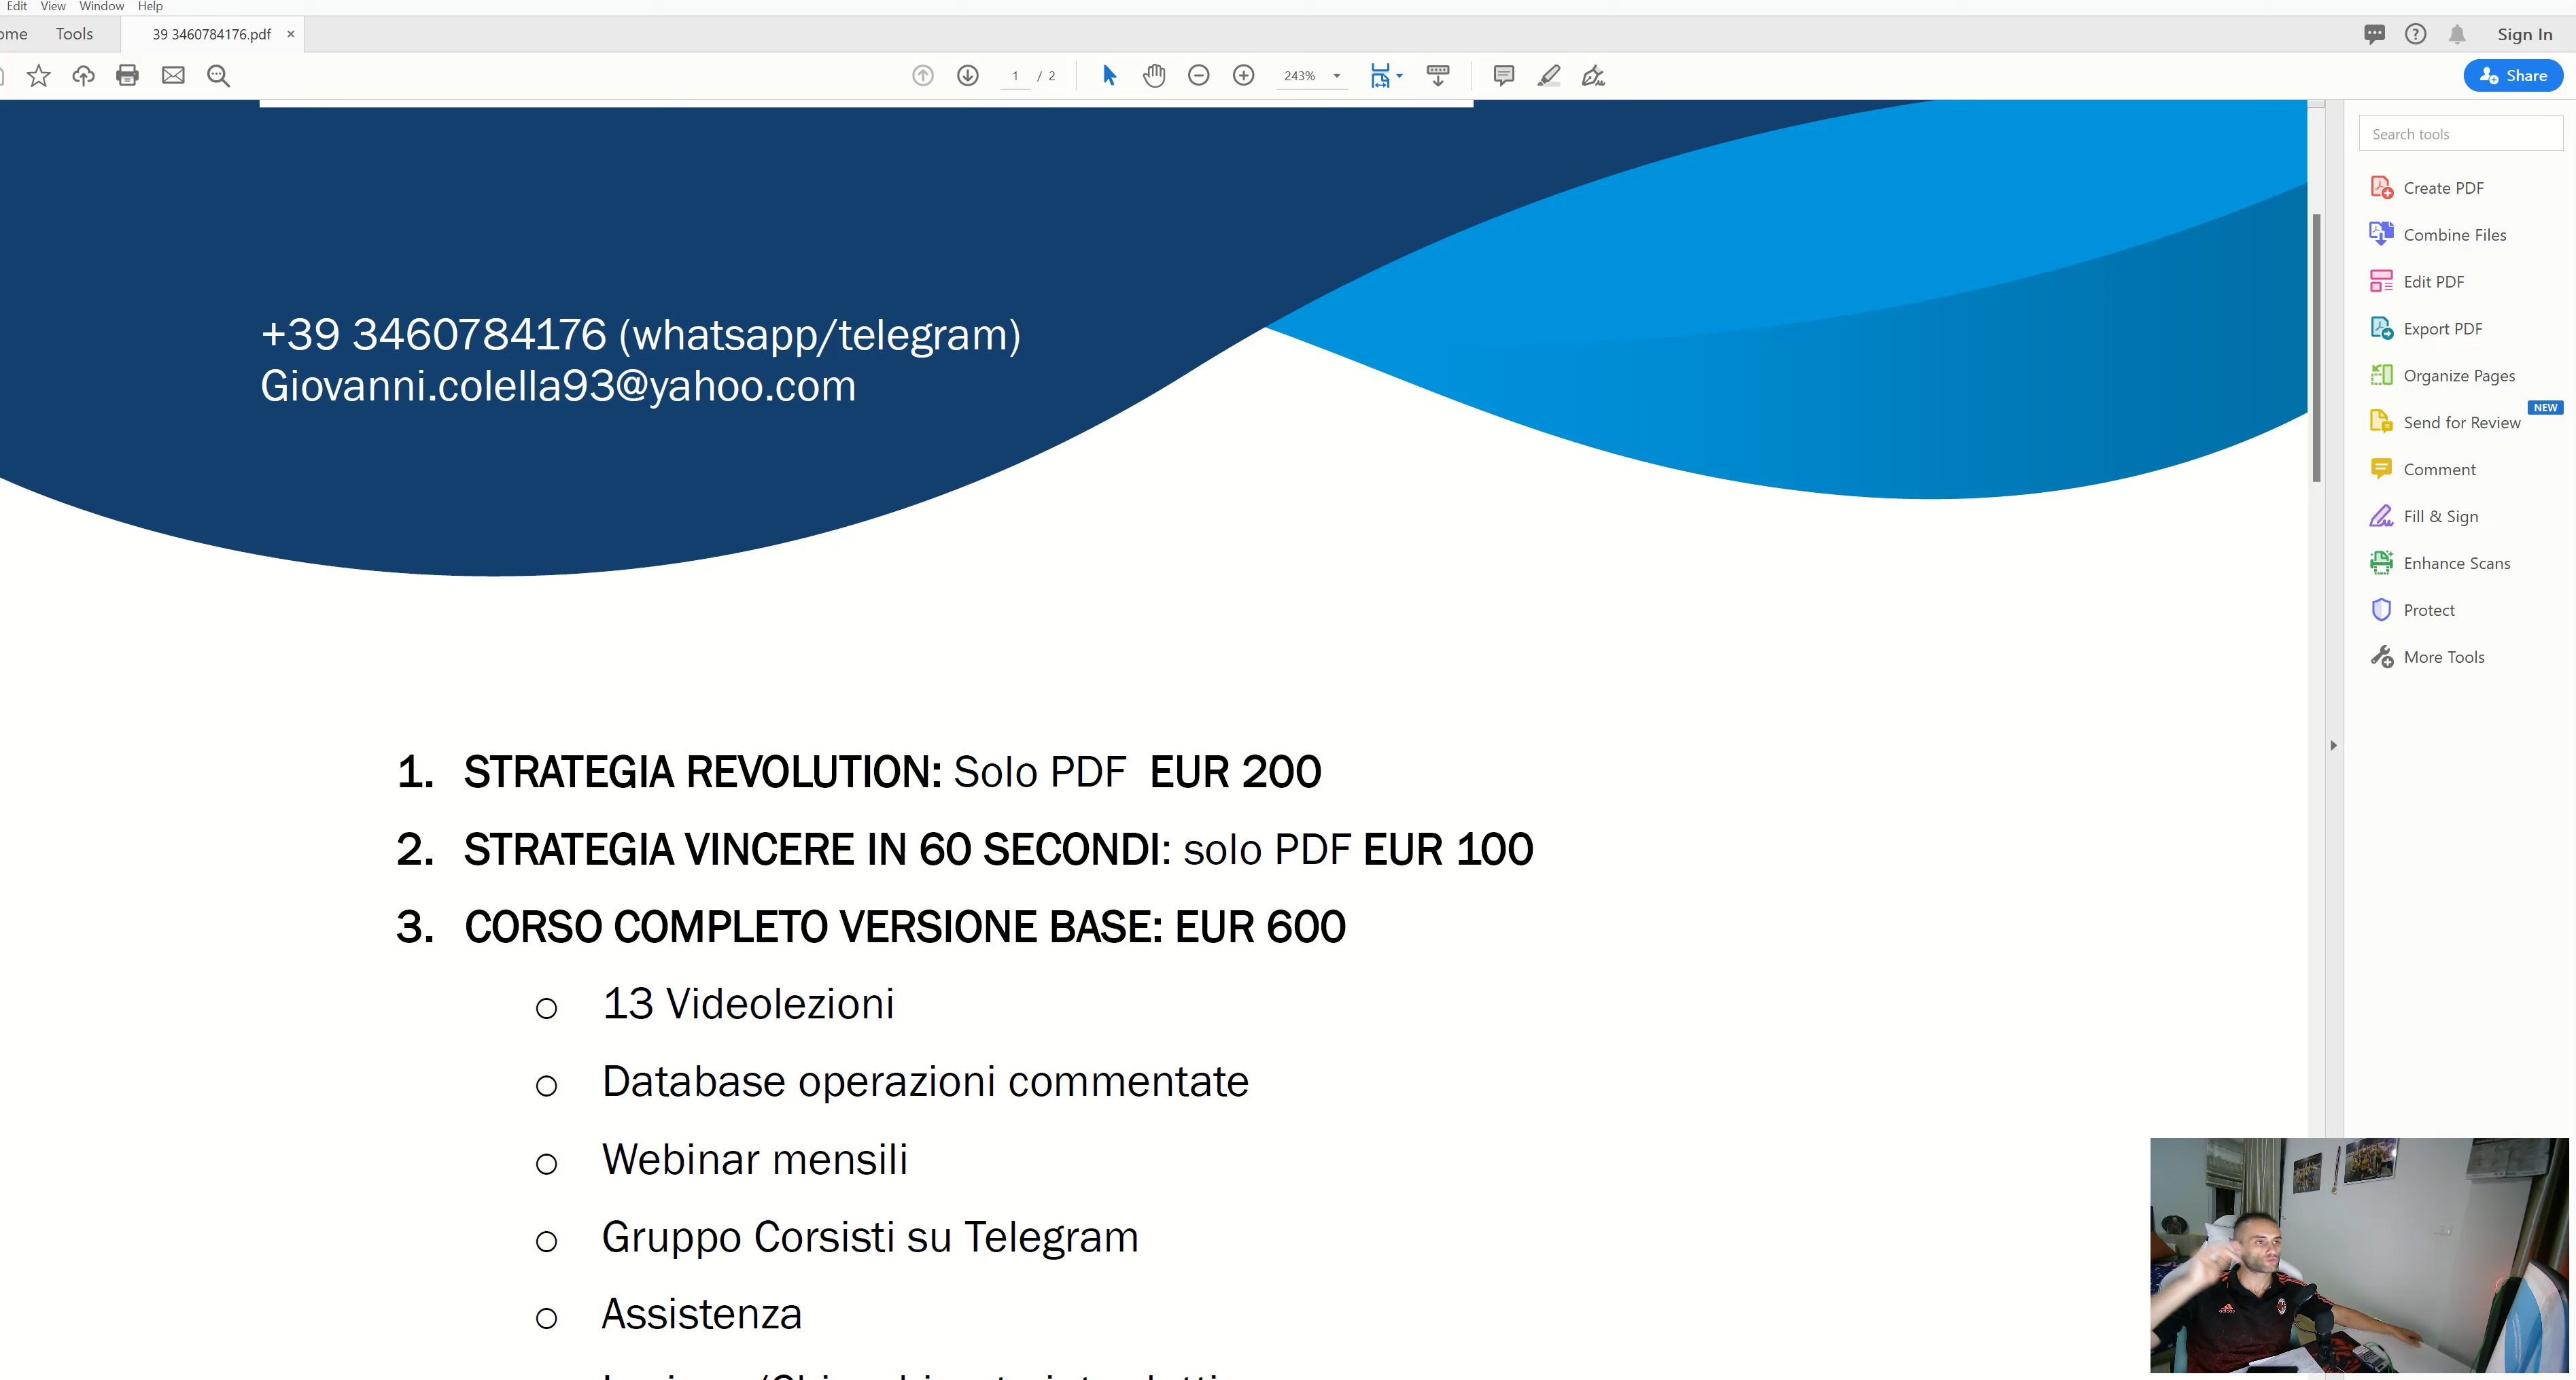 Edit View Window Help
ome Tools 39 3460784176.pdf × Sign In
1 / 2 243% Share
+39 3460784176 (whatsapp/telegram)
Giovanni.colella93@yahoo.com
1. STRATEGIA REVOLUTION: Solo PDF EUR 200
2. STRATEGIA VINCERE IN 60 SECONDI: solo PDF EUR 100
3. CORSO COMPLETO VERSIONE BASE: EUR 600
○ 13 Videolezioni
○ Database operazioni commentate
○ Webinar mensili
○ Gruppo Corsisti su Telegram
○ Assistenza
Search tools
Create PDF
Combine Files
Edit PDF
Export PDF
Organize Pages
NEW
Send for Review
Comment
Fill & Sign
Enhance Scans
Protect
More Tools